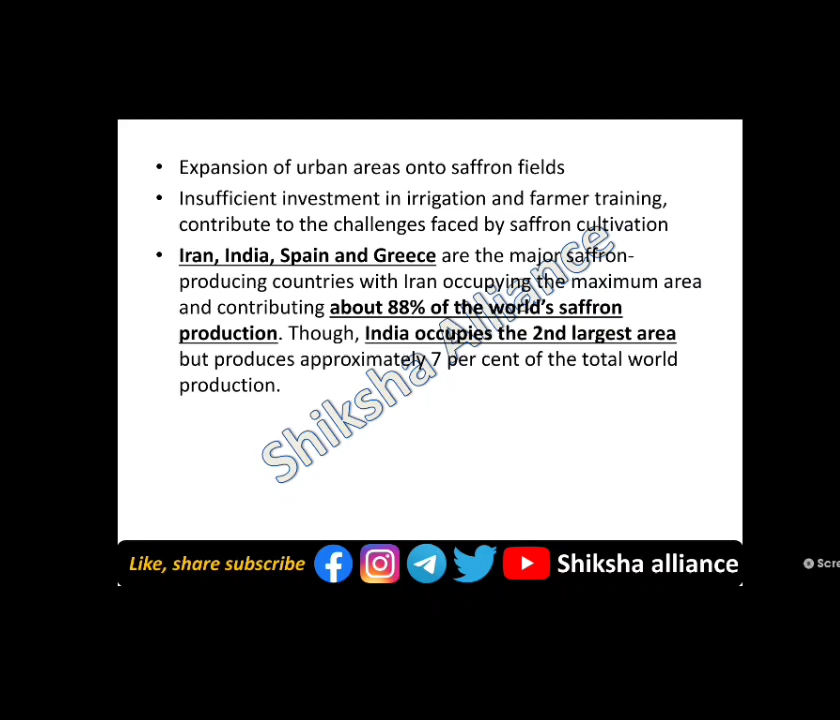 • Expansion of urban areas onto saffron fields
• Insufficient investment in irrigation and farmer training,
contribute to the challenges faced by saffron cultivation
• Iran, India, Spain and Greece are the major saffron-
producing countries with Iran occupying the maximum area
and contributing about 88% of the world's saffron
production. Though, India occupies the 2nd largest area
but produces approximately 7 per cent of the total world
production.
Shiksha Alliance
Like, share subscribe
Shiksha alliance